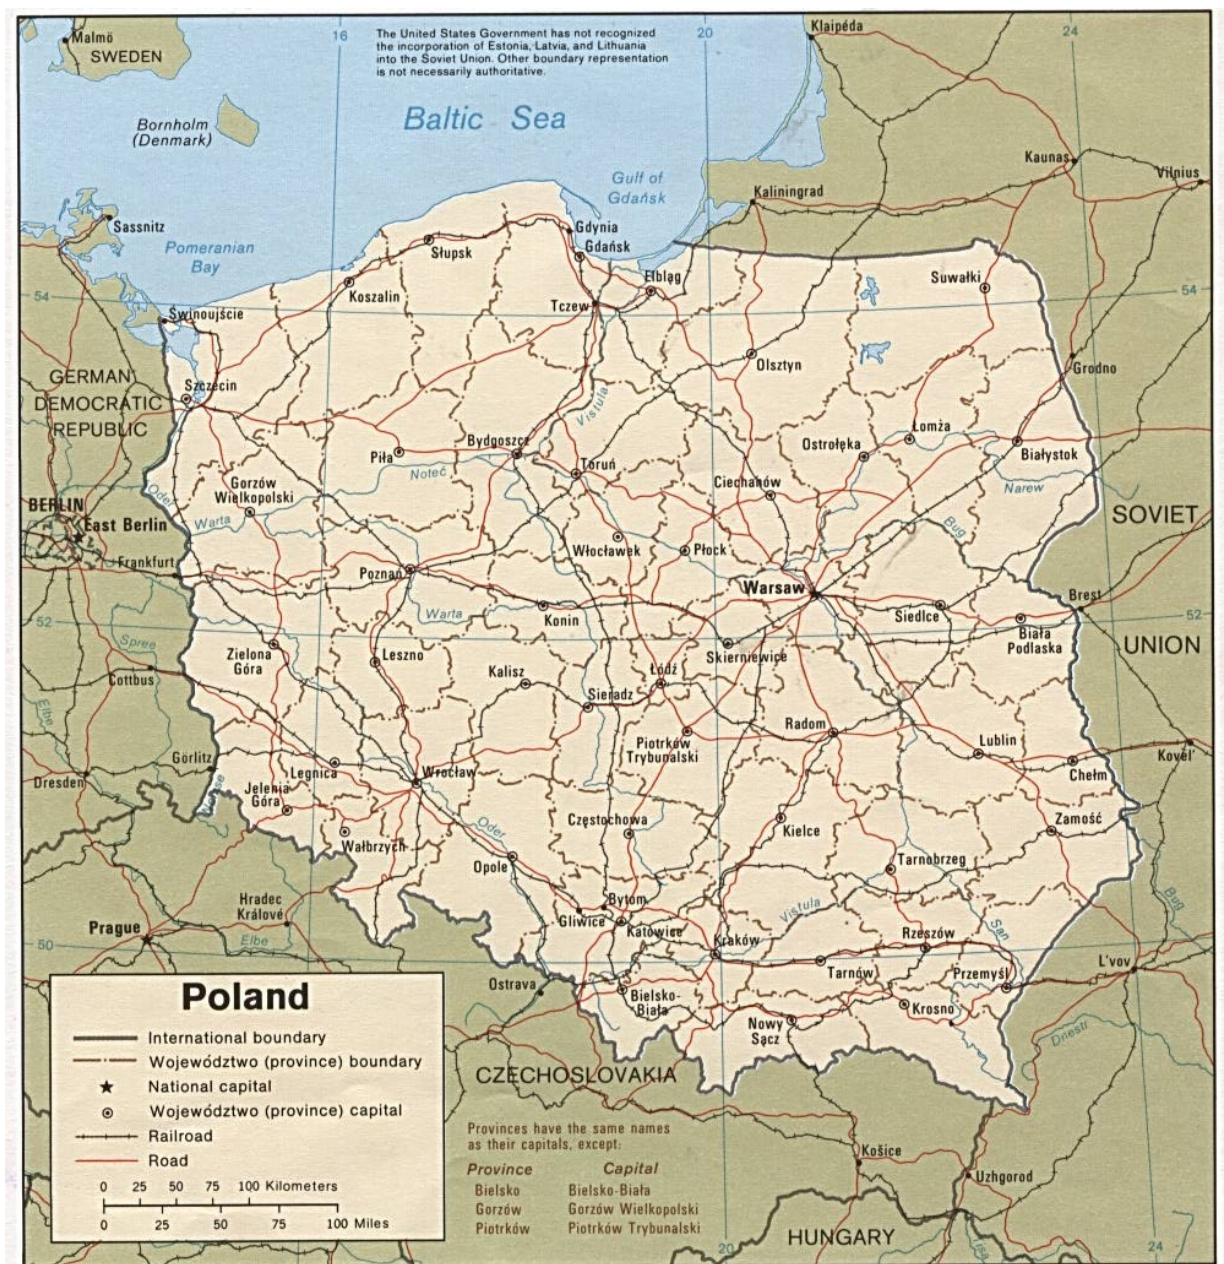 Malmö
SWEDEN
16
The United States Government has not recognized
the incorporation of Estonia, Latvia, and Lithuania
into the Soviet Union. Other boundary representation
is not necessarily authoritative.
20
Klaipéda
24
Baltic Sea
Bornholm
(Denmark)
Gulf of
Gdańsk
Kaunas
Vilnius
Kaliningrad
Sassnitz
Pomeranian
Bay
Gdynia
Gdańsk
Słupsk
Koszalin
Elbląg
Suwałki
54
54
Świnoujście
Tczew
Olsztyn
Grodno
GERMAN
DEMOCRATIC
REPUBLIC
Szczecin
Vistula
Piła
Bydgoszcz
Noteć
Toruń
Ostrołęka
Łomża
Białystok
Narew
Gorzów
Wielkopolski
Ciechanów
Oder
Warta
BERLIN
East Berlin
Włocławek
Płock
Bug
SOVIET
Frankfurt
Poznań
Warsaw
Brest
52
Warta
Konin
Siedlce
52
Biała
Podlaska
UNION
Spree
Cottbus
Zielona
Góra
Leszno
Kalisz
Sieradz
Łódź
Skierniewice
Elbe
Piotrków
Trybunalski
Radom
Lublin
Chełm
Kovel'
Dresden
Görlitz
Neisse
Legnica
Wrocław
Jelenia
Góra
Wałbrzych
Oder
Opole
Częstochowa
Kielce
Zamość
Tarnobrzeg
Hradec
Králové
Prague
Elbe
50
Gliwice
Bytom
Katowice
Kraków
Vistula
Rzeszów
San
Bug
L'vov
Tarnów
Przemyśl
Ostrava
Bielsko-
Biała
Nowy
Sącz
Krosno
Dnestr
CZECHOSLOVAKIA
Poland
International boundary
Województwo (province) boundary
National capital
Województwo (province) capital
Railroad
Road
0 25 50 75 100 Kilometers
0 25 50 75 100 Miles
Provinces have the same names
as their capitals, except:
Province Capital
Bielsko Bielsko-Biała
Gorzów Gorzów Wielkopolski
Piotrków Piotrków Trybunalski
Košice
Uzhgorod
HUNGARY
20
24